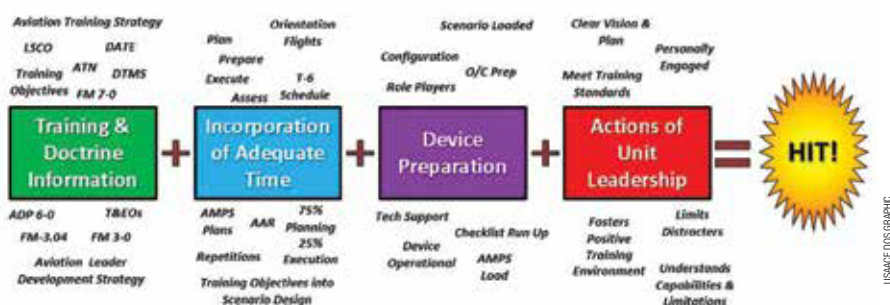 Aviation Training Strategy
LSCO DATE
Training Objectives ATN DTMS
FM 7-0
Training &
Doctrine
Information
ADP 6-0 T&EOs
FM-3.04 FM 3-0
Aviation Leader
Development Strategy
+
Orientation
Flights
Plan
Prepare
Execute
Assess
T-6
Schedule
Incorporation
of Adequate
Time
AMPS
Plans
AAR
75%
Planning
25%
Execution
Repetitions
Training Objectives into
Scenario Design
+
Scenario Loaded
Configuration
O/C Prep
Role Players
Device
Preparation
Tech Support
Checklist Run Up
Device
Operational
AMPS
Load
+
Clear Vision &
Plan
Personally
Engaged
Meet Training
Standards
Actions of
Unit
Leadership
Fosters
Positive
Training
Environment
Limits
Distracters
Understands
Capabilities &
Limitations
=
HIT!
USAACE DOS GRAPHIC